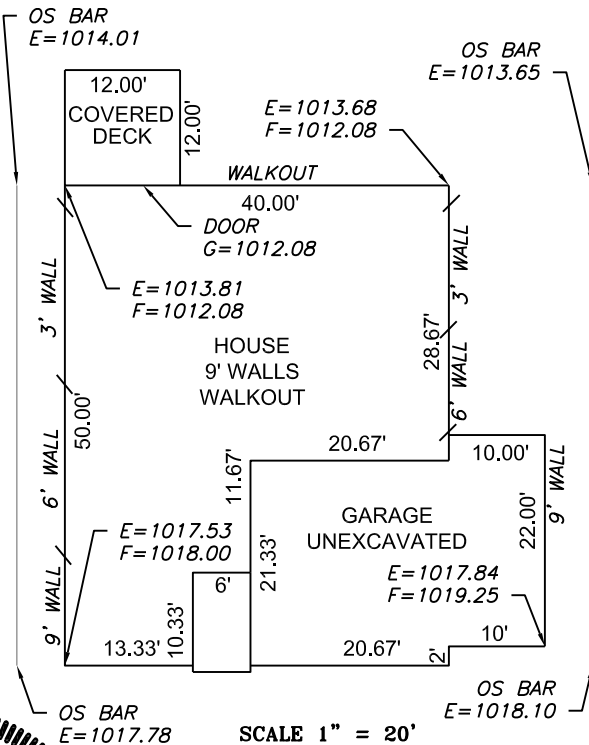 OS BAR
E=1014.01
OS BAR
E=1013.65
12.00'
COVERED
DECK
12.00'
E=1013.68
F=1012.08
WALKOUT
40.00'
DOOR
G=1012.08
E=1013.81
F=1012.08
3' WALL
3' WALL
HOUSE
9' WALLS
WALKOUT
28.67'
6' WALL
50.00'
6' WALL
11.67'
20.67'
10.00'
9' WALL
GARAGE
UNEXCAVATED
22.00'
E=1017.53
F=1018.00
21.33'
E=1017.84
F=1019.25
6'
10.33'
9' WALL
13.33'
20.67'
2'
10'
OS BAR
E=1017.78
SCALE 1" = 20'
OS BAR
E=1018.10